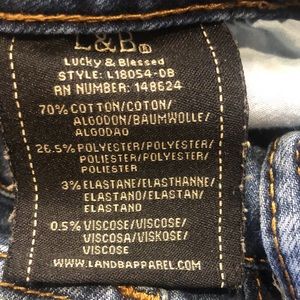 L&B®
Lucky & Blessed
STYLE: L18054-DB
RN NUMBER: 148624
70% COTTON/COTON/
ALGODON/BAUMWOLLE/
ALGODAO
26.5% POLYESTER/POLYESTER/
POLIESTER/POLYESTER/
POLIESTER
3% ELASTANE/ELASTHANNE/
ELASTANO/ELASTAN/
ELASTANO
0.5% VISCOSE/VISCOSE/
VISCOSA/VISKOSE/
VISCOSE
WWW.LANDBAPPAREL.COM